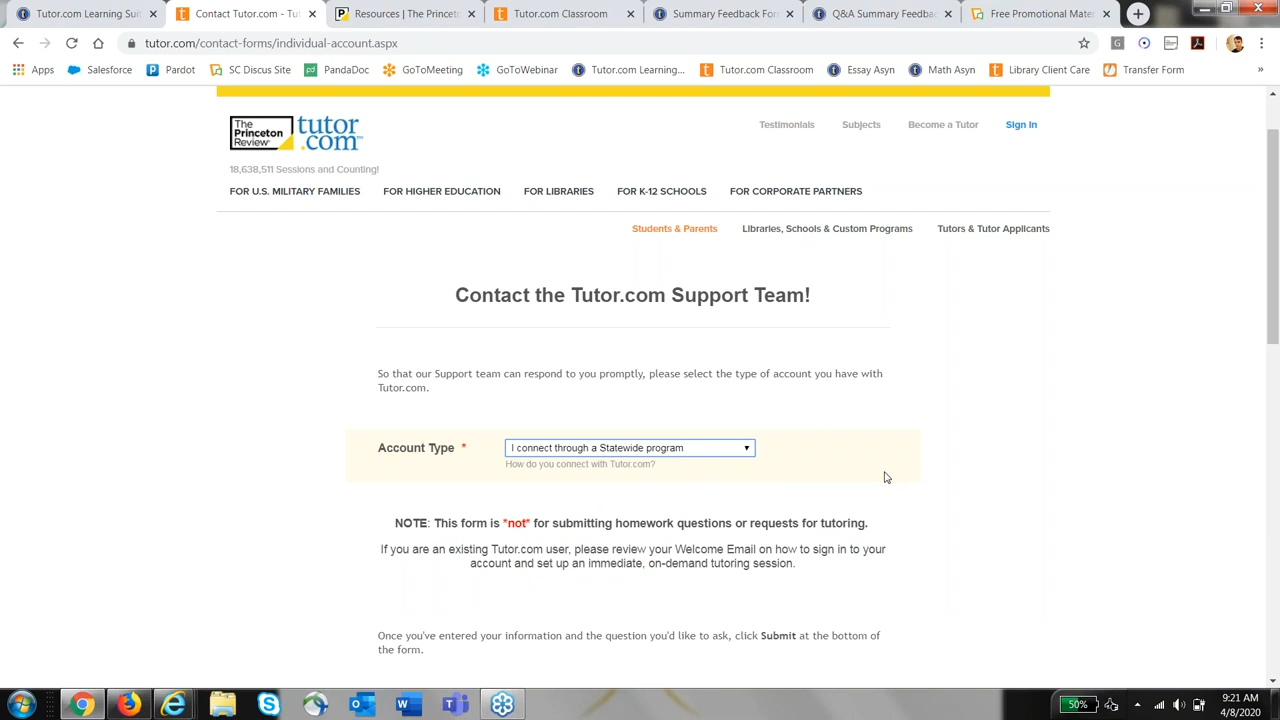 Tutor.com Learning Sui
Contact Tutor.com - Tut
Resources | The Princeto
Tutor.com Classroom
Summary Feedback For
Q&A Summary Feedback
Free Promotional Mater
tutor.com/contact-forms/individual-account.aspx
Apps
Salesforce
Pardot
SC Discus Site
PandaDoc
GoToMeeting
GoToWebinar
Tutor.com Learning...
Tutor.com Classroom
Essay Asyn
Math Asyn
Library Client Care
Transfer Form
»
The Princeton Review
tutor.com
Testimonials
Subjects
Become a Tutor
Sign In
18,638,511 Sessions and Counting!
FOR U.S. MILITARY FAMILIES
FOR HIGHER EDUCATION
FOR LIBRARIES
FOR K-12 SCHOOLS
FOR CORPORATE PARTNERS
Students & Parents
Libraries, Schools & Custom Programs
Tutors & Tutor Applicants
Contact the Tutor.com Support Team!
So that our Support team can respond to you promptly, please select the type of account you have with
Tutor.com.
Account Type *
I connect through a Statewide program
How do you connect with Tutor.com?
NOTE: This form is *not* for submitting homework questions or requests for tutoring.
If you are an existing Tutor.com user, please review your Welcome Email on how to sign in to your
account and set up an immediate, on-demand tutoring session.
Once you've entered your information and the question you'd like to ask, click Submit at the bottom of
the form.
50%
9:21 AM
4/8/2020